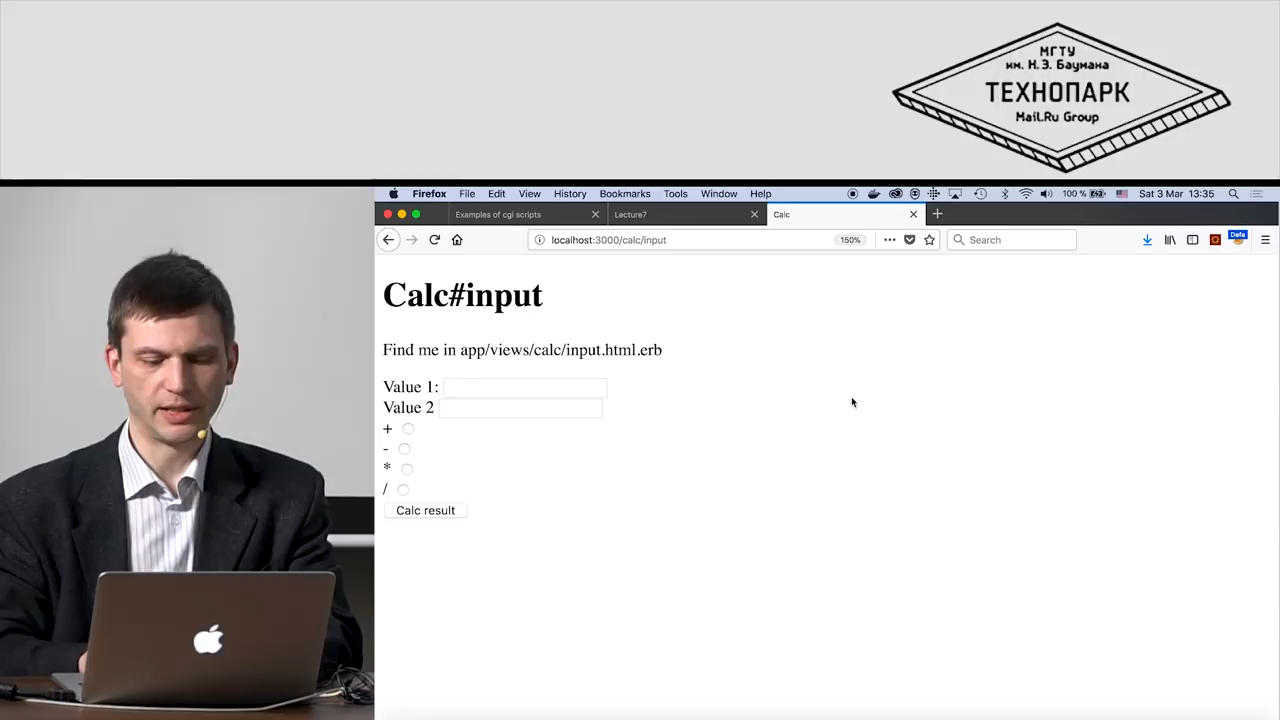 МГТУ
им. Н.Э. Баумана
ТЕХНОПАРК
Mail.Ru Group
Firefox File Edit View History Bookmarks Tools Window Help 100 % Sat 3 Mar 13:35
Examples of cgi scripts Lecture7 Calc
localhost:3000/calc/input 150% Search Defa
Calc#input
Find me in app/views/calc/input.html.erb
Value 1:
Value 2
+
-
*
/
Calc result